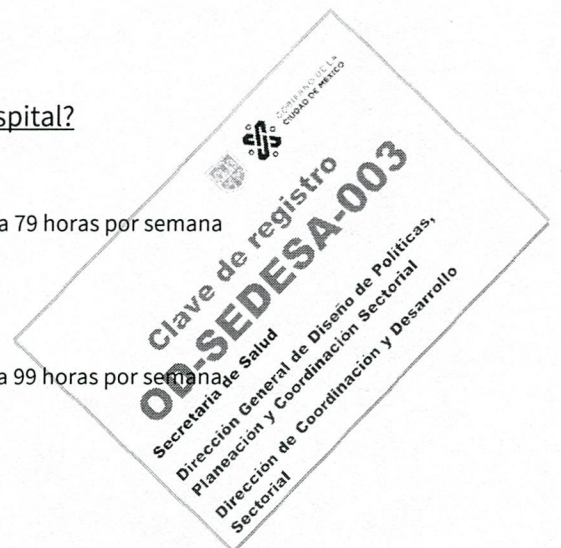 spital?
a 79 horas por semana
a 99 horas por semana
GOBIERNO DE LA
CIUDAD DE MÉXICO
Clave de registro
OD-SEDESA-003
Secretaría de Salud
Dirección General de Diseño de Políticas,
Planeación y Coordinación Sectorial
Dirección de Coordinación y Desarrollo
Sectorial